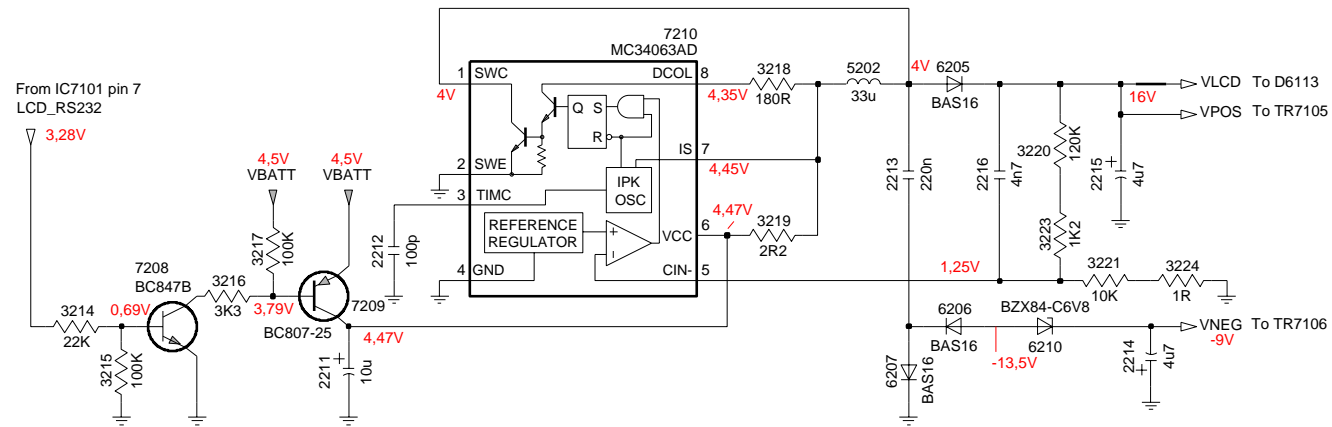 7210
MC34063AD
From IC7101 pin 7
LCD_RS232
3,28V
3214
22K
0,69V
3215
100K
7208
BC847B
3216
3K3
4,5V
VBATT
4,5V
VBATT
3217
100K
3,79V
7209
BC807-25
4,47V
2211
10u
+
2212
100p
1 SWC
4V
2 SWE
3 TIMC
4 GND
DCOL 8
4,35V
IS 7
4,45V
VCC 6
4,47V
CIN- 5
Q S
R
IPK
OSC
REFERENCE
REGULATOR
+
-
3218
180R
5202
33u
3219
2R2
4V
6205
BAS16
2213
220n
2216
4n7
3220
120K
3223
1K2
2215
4u7
+
16V
VLCD To D6113
VPOS To TR7105
1,25V
3221
10K
3224
1R
6206
BAS16
BZX84-C6V8
6210
-13,5V
6207
BAS16
2214
4u7
+
VNEG To TR7106
-9V